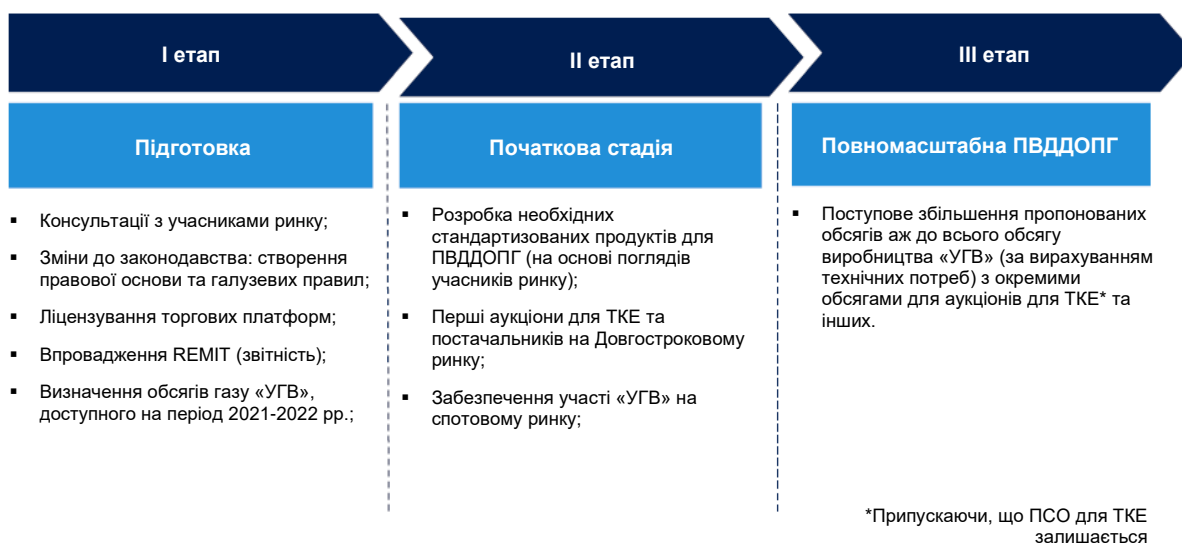 І етап
ІІ етап
ІІІ етап
Підготовка
Початкова стадія
Повномасштабна ПВДДОПГ
▪ Консультації з учасниками ринку;
▪ Зміни до законодавства: створення
правової основи та галузевих правил;
▪ Ліцензування торгових платформ;
▪ Впровадження REMIT (звітність);
▪ Визначення обсягів газу «УГВ»,
доступного на період 2021-2022 рр.;
▪ Розробка необхідних
стандартизованих продуктів для
ПВДДОПГ (на основі поглядів
учасників ринку);
▪ Перші аукціони для ТКЕ та
постачальників на Довгостроковому
ринку;
▪ Забезпечення участі «УГВ» на
спотовому ринку;
▪ Поступове збільшення пропонованих
обсягів аж до всього обсягу
виробництва «УГВ» (за вирахуванням
технічних потреб) з окремими
обсягами для аукціонів для ТКЕ* та
інших.
*Припускаючи, що ПСО для ТКЕ
залишається